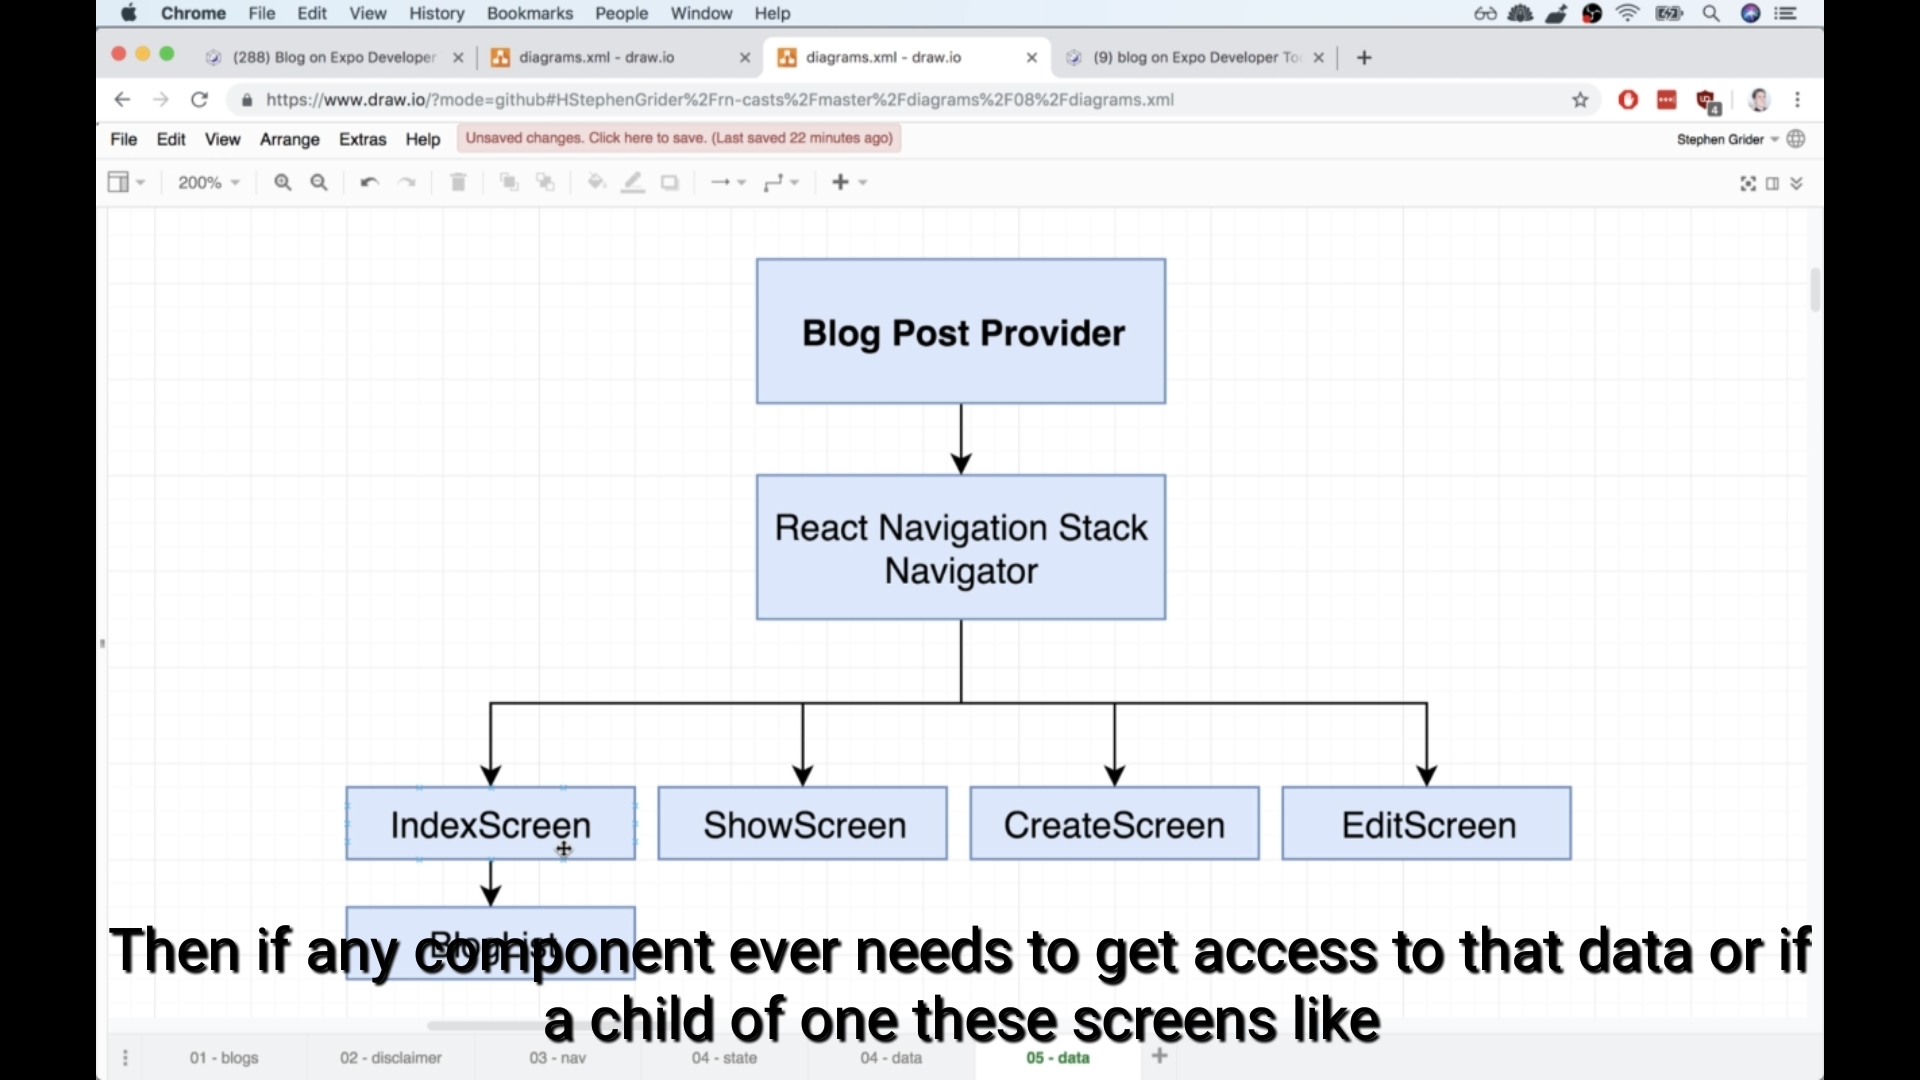 Chrome File Edit View History Bookmarks People Window Help
(288) Blog on Expo Developer
diagrams.xml - draw.io
diagrams.xml - draw.io
(9) blog on Expo Developer To
https://www.draw.io/?mode=github#HStephenGrider%2Frn-casts%2Fmaster%2Fdiagrams%2F08%2Fdiagrams.xml
4
File Edit View Arrange Extras Help
Unsaved changes. Click here to save. (Last saved 22 minutes ago)
Stephen Grider
200%
Blog Post Provider
React Navigation Stack
Navigator
IndexScreen
ShowScreen
CreateScreen
EditScreen
BlogList
Then if any component ever needs to get access to that data or if
a child of one these screens like
01 - blogs
02 - disclaimer
03 - nav
04 - state
04 - data
05 - data